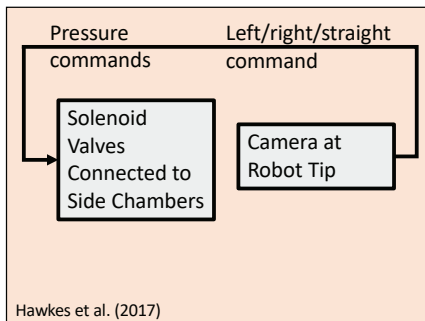 Pressure
commands
Left/right/straight
command
Solenoid
Valves
Connected to
Side Chambers
Camera at
Robot Tip
Hawkes et al. (2017)